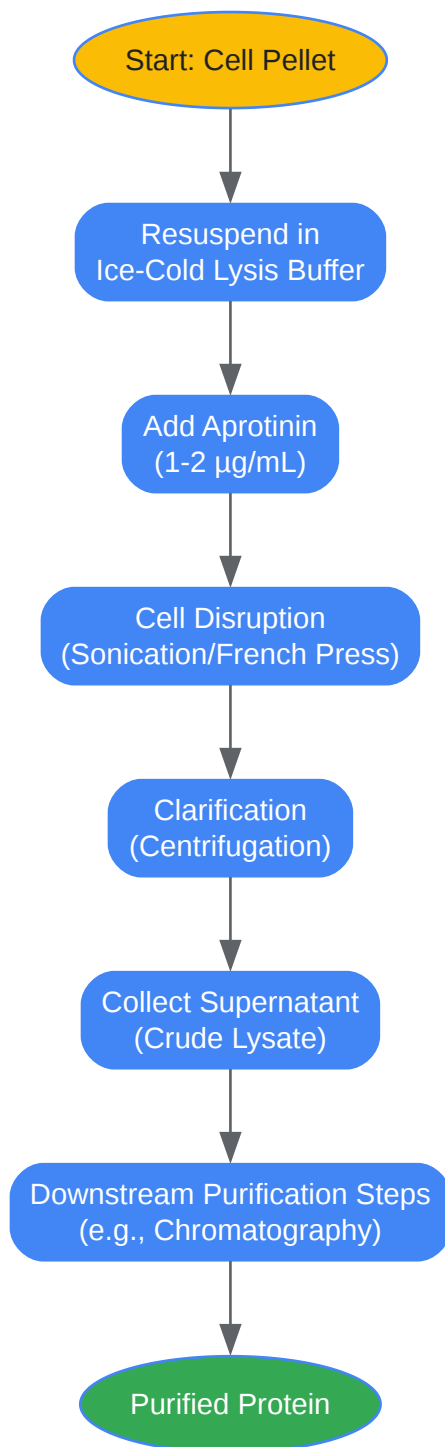 Start: Cell Pellet
Resuspend in
Ice-Cold Lysis Buffer
Add Aprotinin
(1-2 µg/mL)
Cell Disruption
(Sonication/French Press)
Clarification
(Centrifugation)
Collect Supernatant
(Crude Lysate)
Downstream Purification Steps
(e.g., Chromatography)
Purified Protein